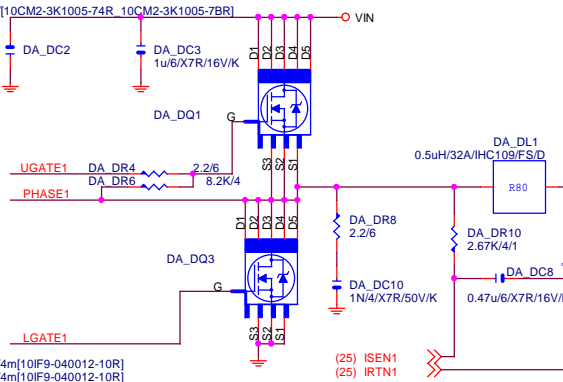 [10CM2-3K1005-74R_10CM2-3K1005-7BR]
VIN
DA_DC2
DA_DC3
1u/6/X7R/16V/K
D1
D2
D3
D4
D5
DA_DQ1
G
S3
S2
S1
UGATE1
DA_DR4
2.2/6
DA_DR6
8.2K/4
PHASE1
DA_DL1
0.5uH/32A/IHC109/FS/D
R80
D1
D2
D3
D4
D5
DA_DQ3
G
S3
S2
S1
DA_DR8
2.2/6
DA_DR10
2.67K/4/1
DA_DC10
1N/4/X7R/50V/K
DA_DC8
0.47u/6/X7R/16V/
LGATE1
(25) ISEN1
(25) IRTN1
4m[10IF9-040012-10R]
4m[10IF9-040012-10R]